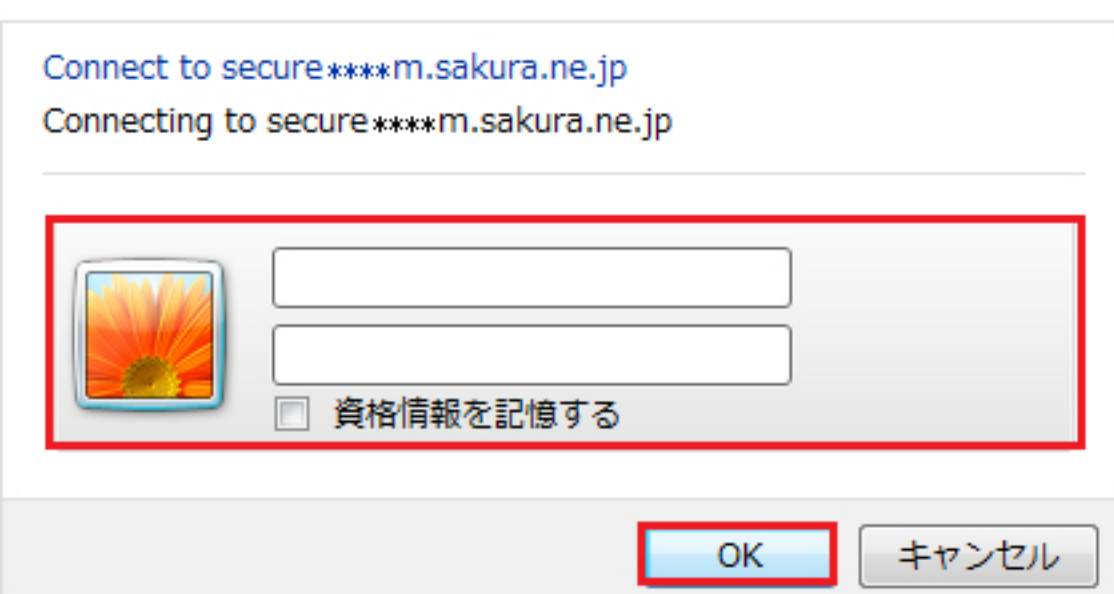 Connect to secure****m.sakura.ne.jp
Connecting to secure****m.sakura.ne.jp
資格情報を記憶する
OK
キャンセル